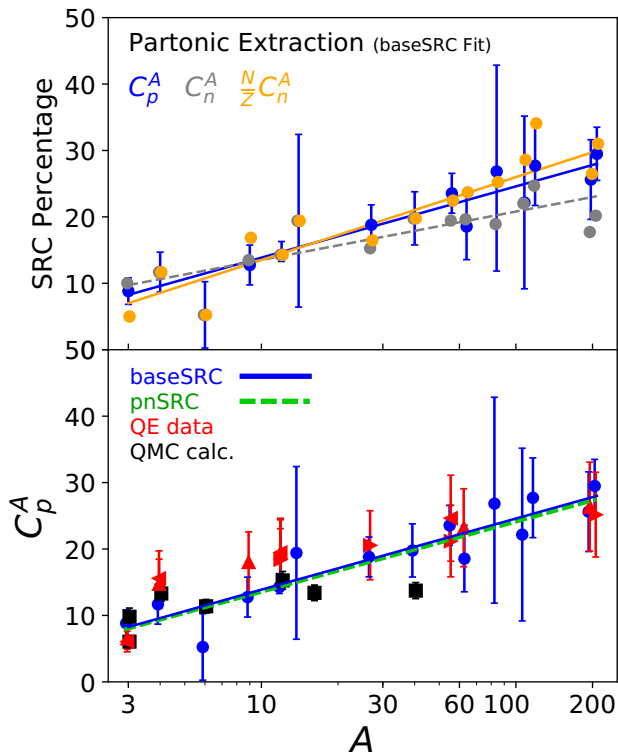 50
40
30
20
10
SRC Percentage
Partonic Extraction (baseSRC Fit)
C_p^A C_n^A N/Z C_n^A
50
40
30
20
10
0
C_p^A
baseSRC
pnSRC
QE data
QMC calc.
3 10 30 60 100 200
A